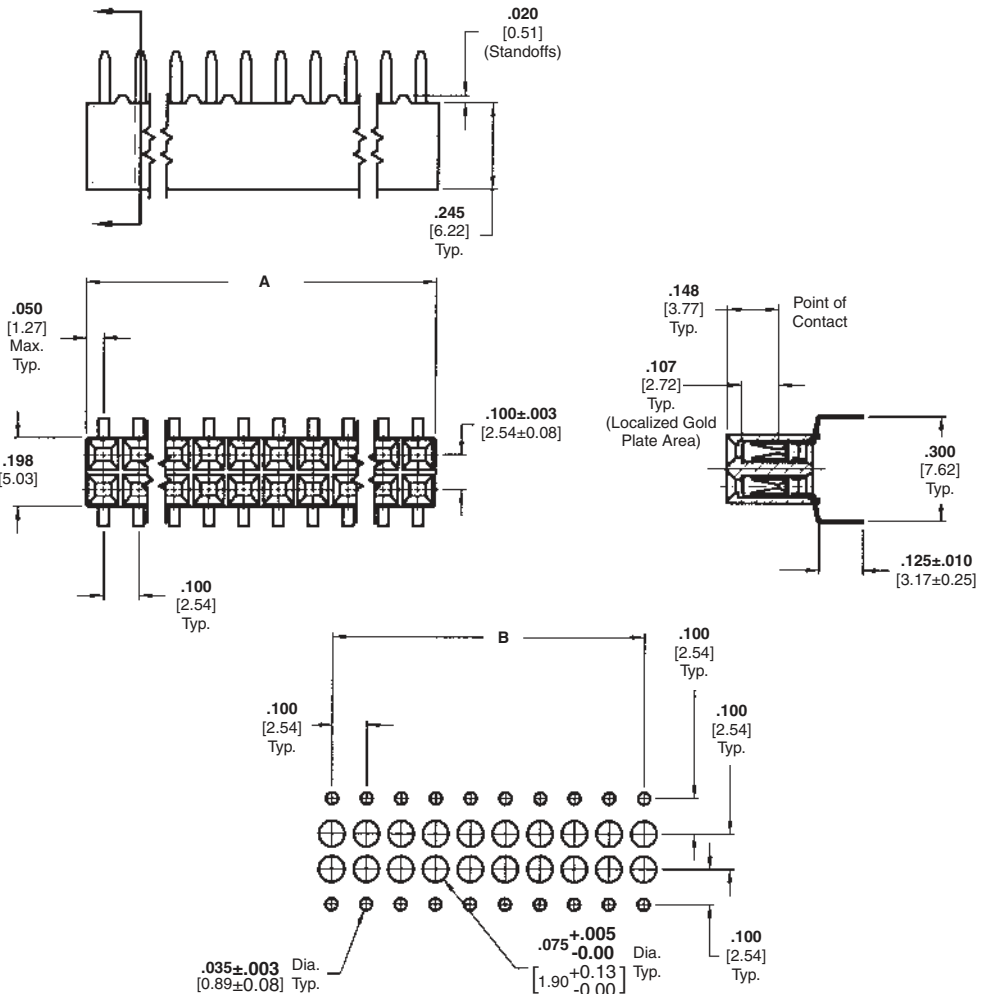 .020
[0.51]
(Standoffs)
.245
[6.22]
Typ.
A
.050
[1.27]
Max.
Typ.
.198
[5.03]
.100±.003
[2.54±0.08]
.100
[2.54]
Typ.
.148
[3.77]
Typ.
Point of
Contact
.107
[2.72]
Typ.
(Localized Gold
Plate Area)
.300
[7.62]
Typ.
.125±.010
[3.17±0.25]
B
.100
[2.54]
Typ.
.100
[2.54]
Typ.
.100
[2.54]
Typ.
.035±.003 Dia.
[0.89±0.08] Typ.
.075 +.005 -0.00 Dia.
[1.90 +0.13 -0.00] Typ.
.100
[2.54]
Typ.